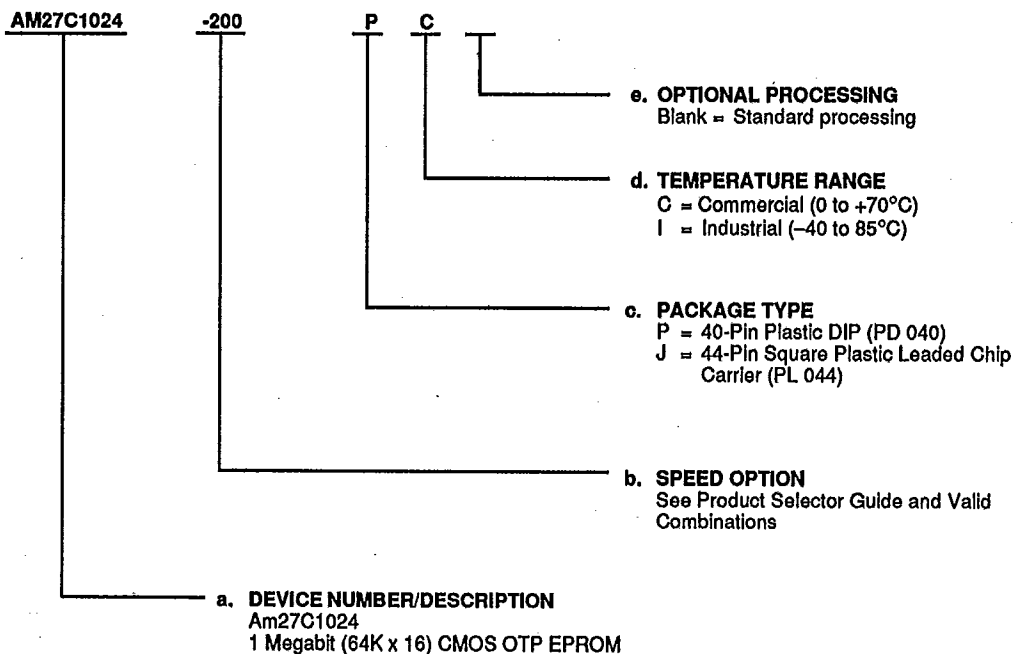 AM27C1024 -200 P C
e. OPTIONAL PROCESSING
Blank = Standard processing
d. TEMPERATURE RANGE
C = Commercial (0 to +70°C)
I = Industrial (–40 to 85°C)
c. PACKAGE TYPE
P = 40-Pin Plastic DIP (PD 040)
J = 44-Pin Square Plastic Leaded Chip
Carrier (PL 044)
b. SPEED OPTION
See Product Selector Guide and Valid
Combinations
a. DEVICE NUMBER/DESCRIPTION
Am27C1024
1 Megabit (64K x 16) CMOS OTP EPROM